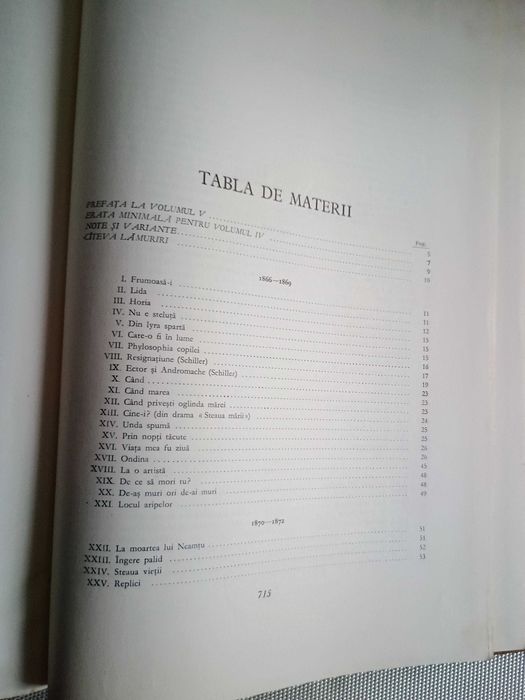 TABLA DE MATERII
Pag.
PREFAȚA LA VOLUMUL V 5
ERATA MINIMALĂ PENTRU VOLUMUL IV 7
NOTE ȘI VARIANTE 9
CÎTEVA LĂMURIRI 10
1866—1869
I. Frumoasă-i 11
II. Lida 11
III. Horia 12
IV. Nu e steluță 15
V. Din lyra spartă 15
VI. Care-o fi în lume 15
VII. Phylosophia copilei 16
VIII. Resignațiune (Schiller) 17
IX. Ector și Andromache (Schiller) 19
X. Când 23
XI. Când marea 23
XII. Când privești oglinda mărei 23
XIII. Cine-i? (din drama « Steaua mării») 24
XIV. Unda spumă 25
XV. Prin nopți tăcute 25
XVI. Viața mea fu ziuă 26
XVII. Ondina 26
XVIII. La o artistă 45
XIX. De ce să mori tu? 48
XX. De-aș muri ori de-ai muri 48
XXI. Locul aripelor 49
1870—1872
XXII. La moartea lui Neamțu 51
XXIII. Îngere palid 51
XXIV. Steaua vieții 52
XXV. Replici 53
715